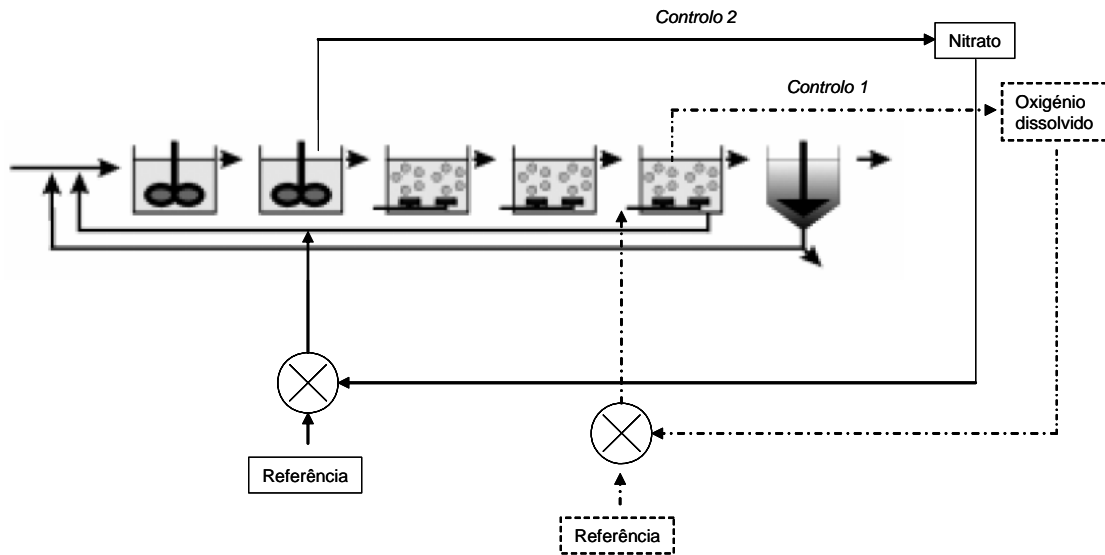 Controlo 2
Nitrato
Controlo 1
Oxigénio
dissolvido
Referência
Referência